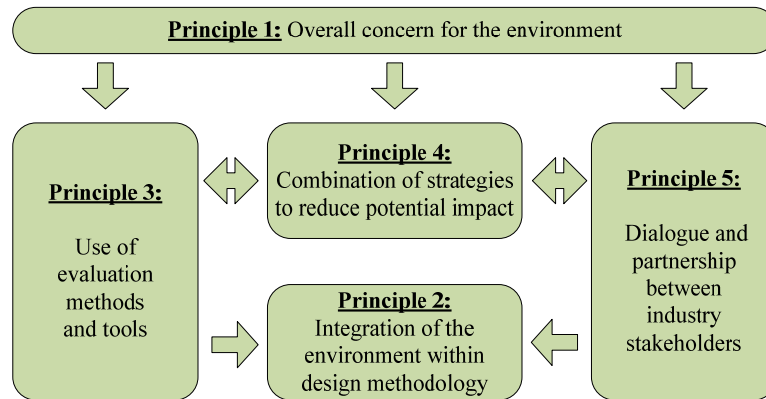 Principle 1: Overall concern for the environment
Principle 3:
Use of
evaluation
methods
and tools
Principle 4:
Combination of strategies
to reduce potential impact
Principle 5:
Dialogue and
partnership
between
industry
stakeholders
Principle 2:
Integration of the
environment within
design methodology